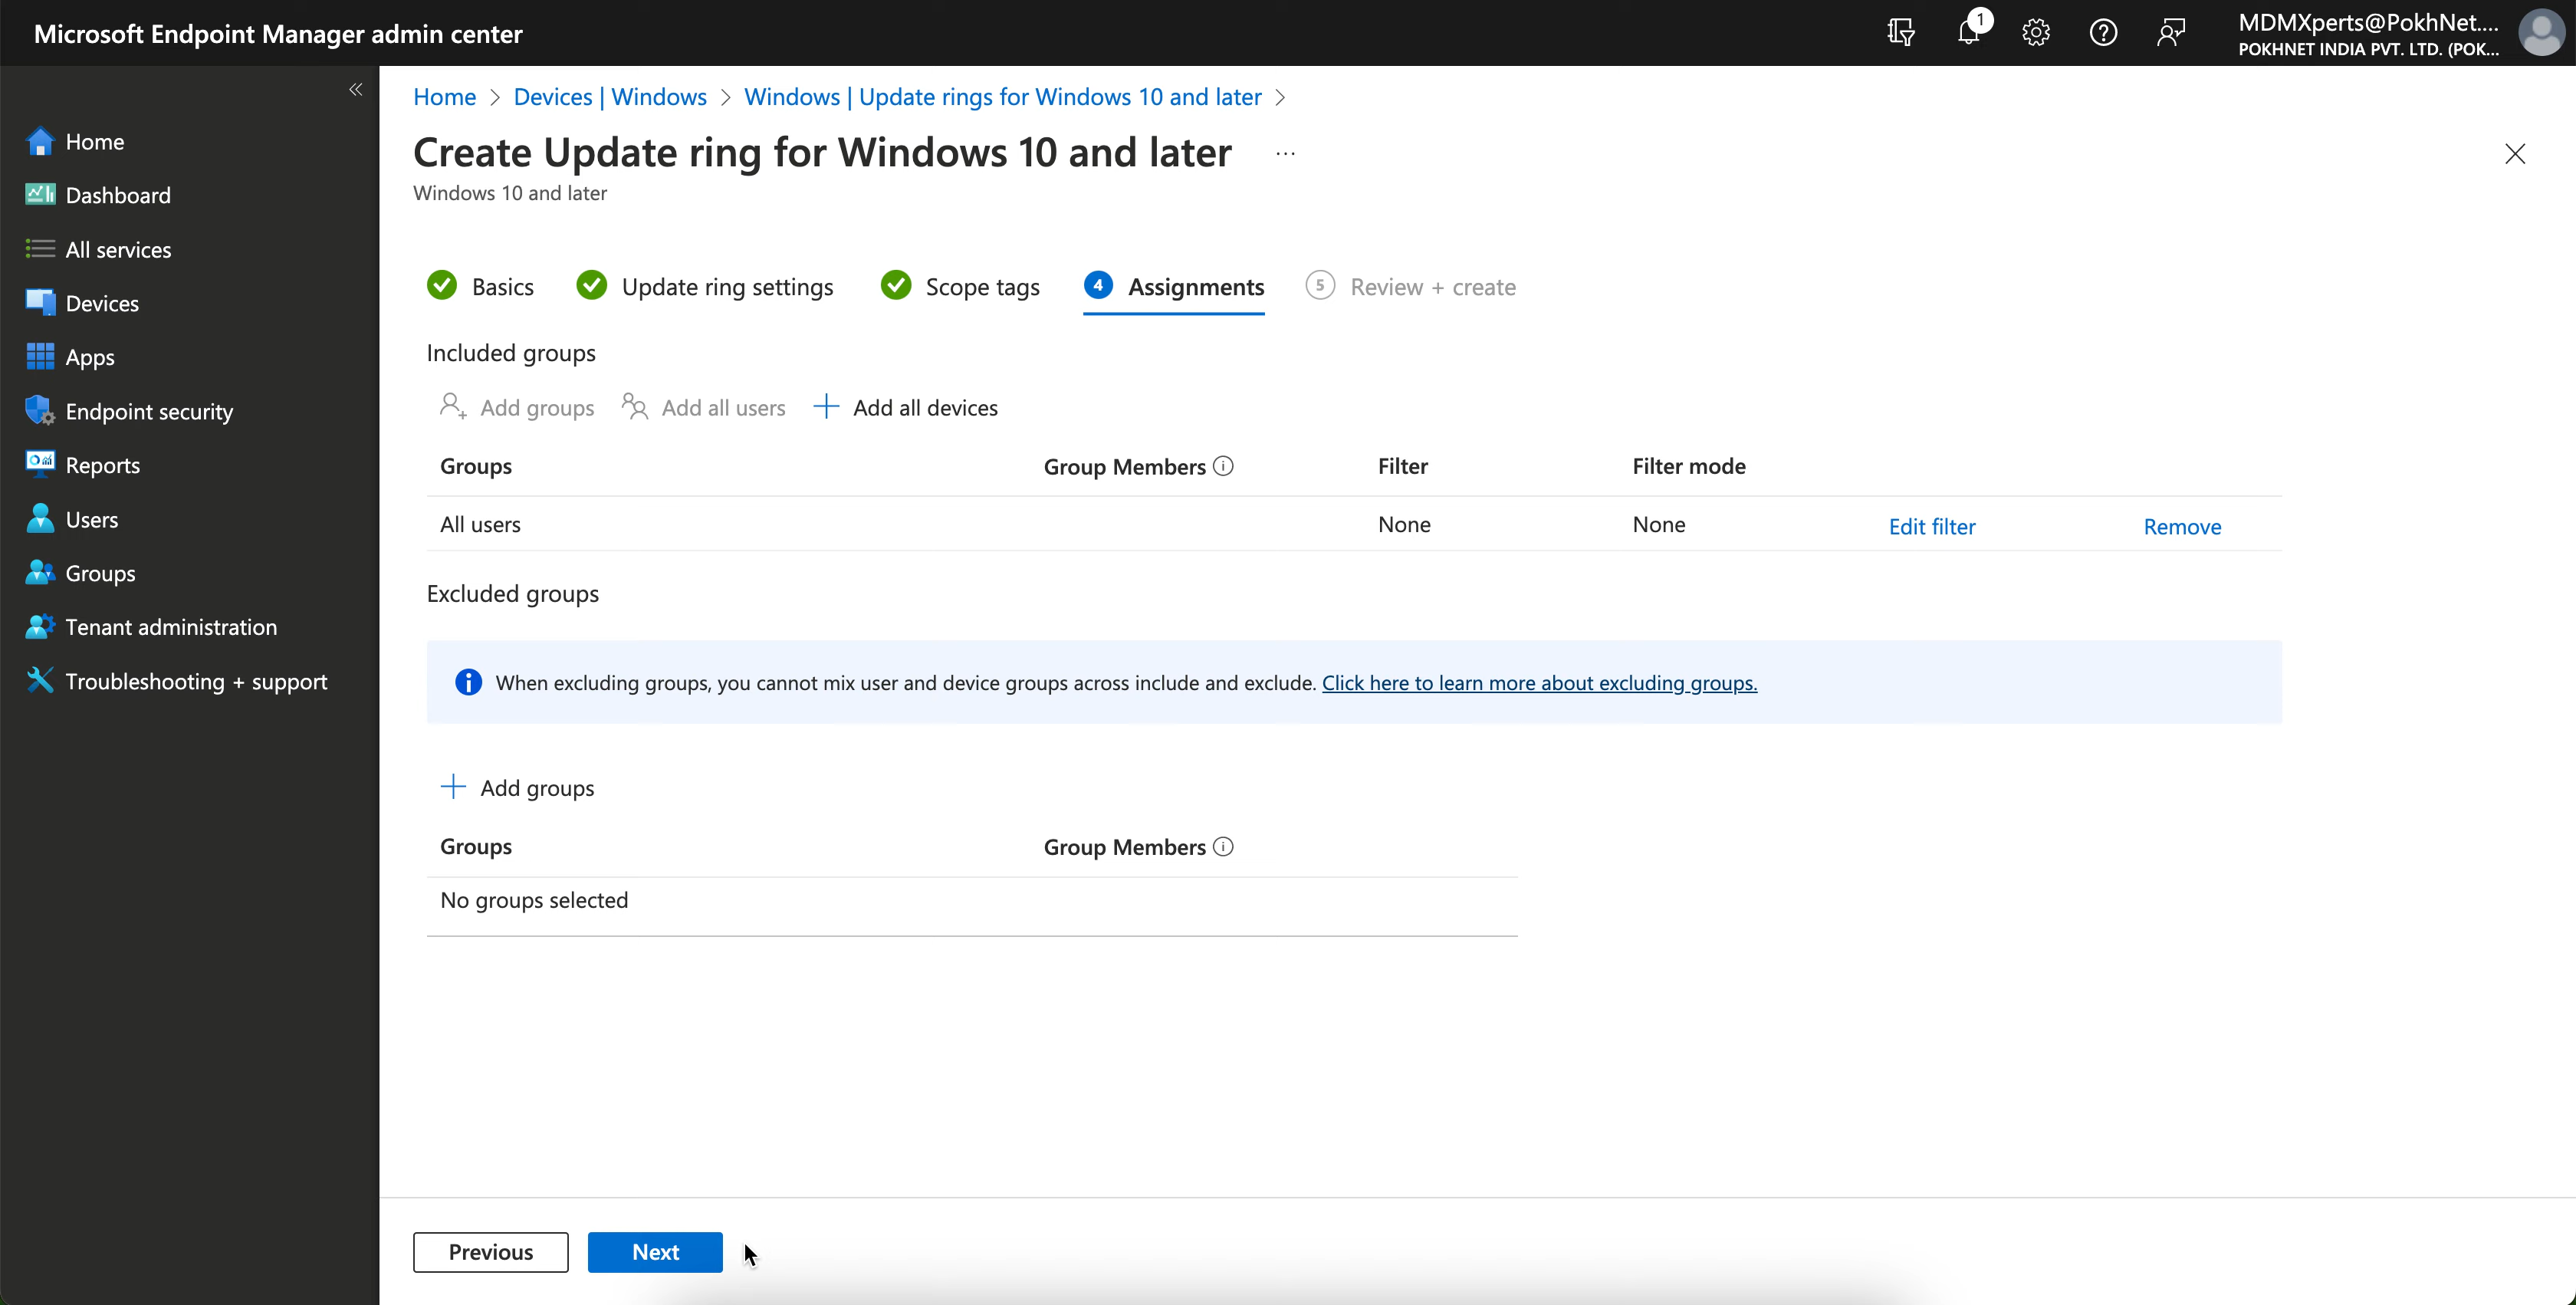 Microsoft Endpoint Manager admin center
1
MDMXperts@PokhNet....
POKHNET INDIA PVT. LTD. (POK...
Home
Dashboard
All services
Devices
Apps
Endpoint security
Reports
Users
Groups
Tenant administration
Troubleshooting + support
Home > Devices | Windows > Windows | Update rings for Windows 10 and later >
Create Update ring for Windows 10 and later ...
Windows 10 and later
Basics Update ring settings Scope tags 4 Assignments 5 Review + create
Included groups
Add groups Add all users Add all devices
Groups Group Members Filter Filter mode
All users None None Edit filter Remove
Excluded groups
When excluding groups, you cannot mix user and device groups across include and exclude. Click here to learn more about excluding groups.
Add groups
Groups Group Members
No groups selected
Previous Next